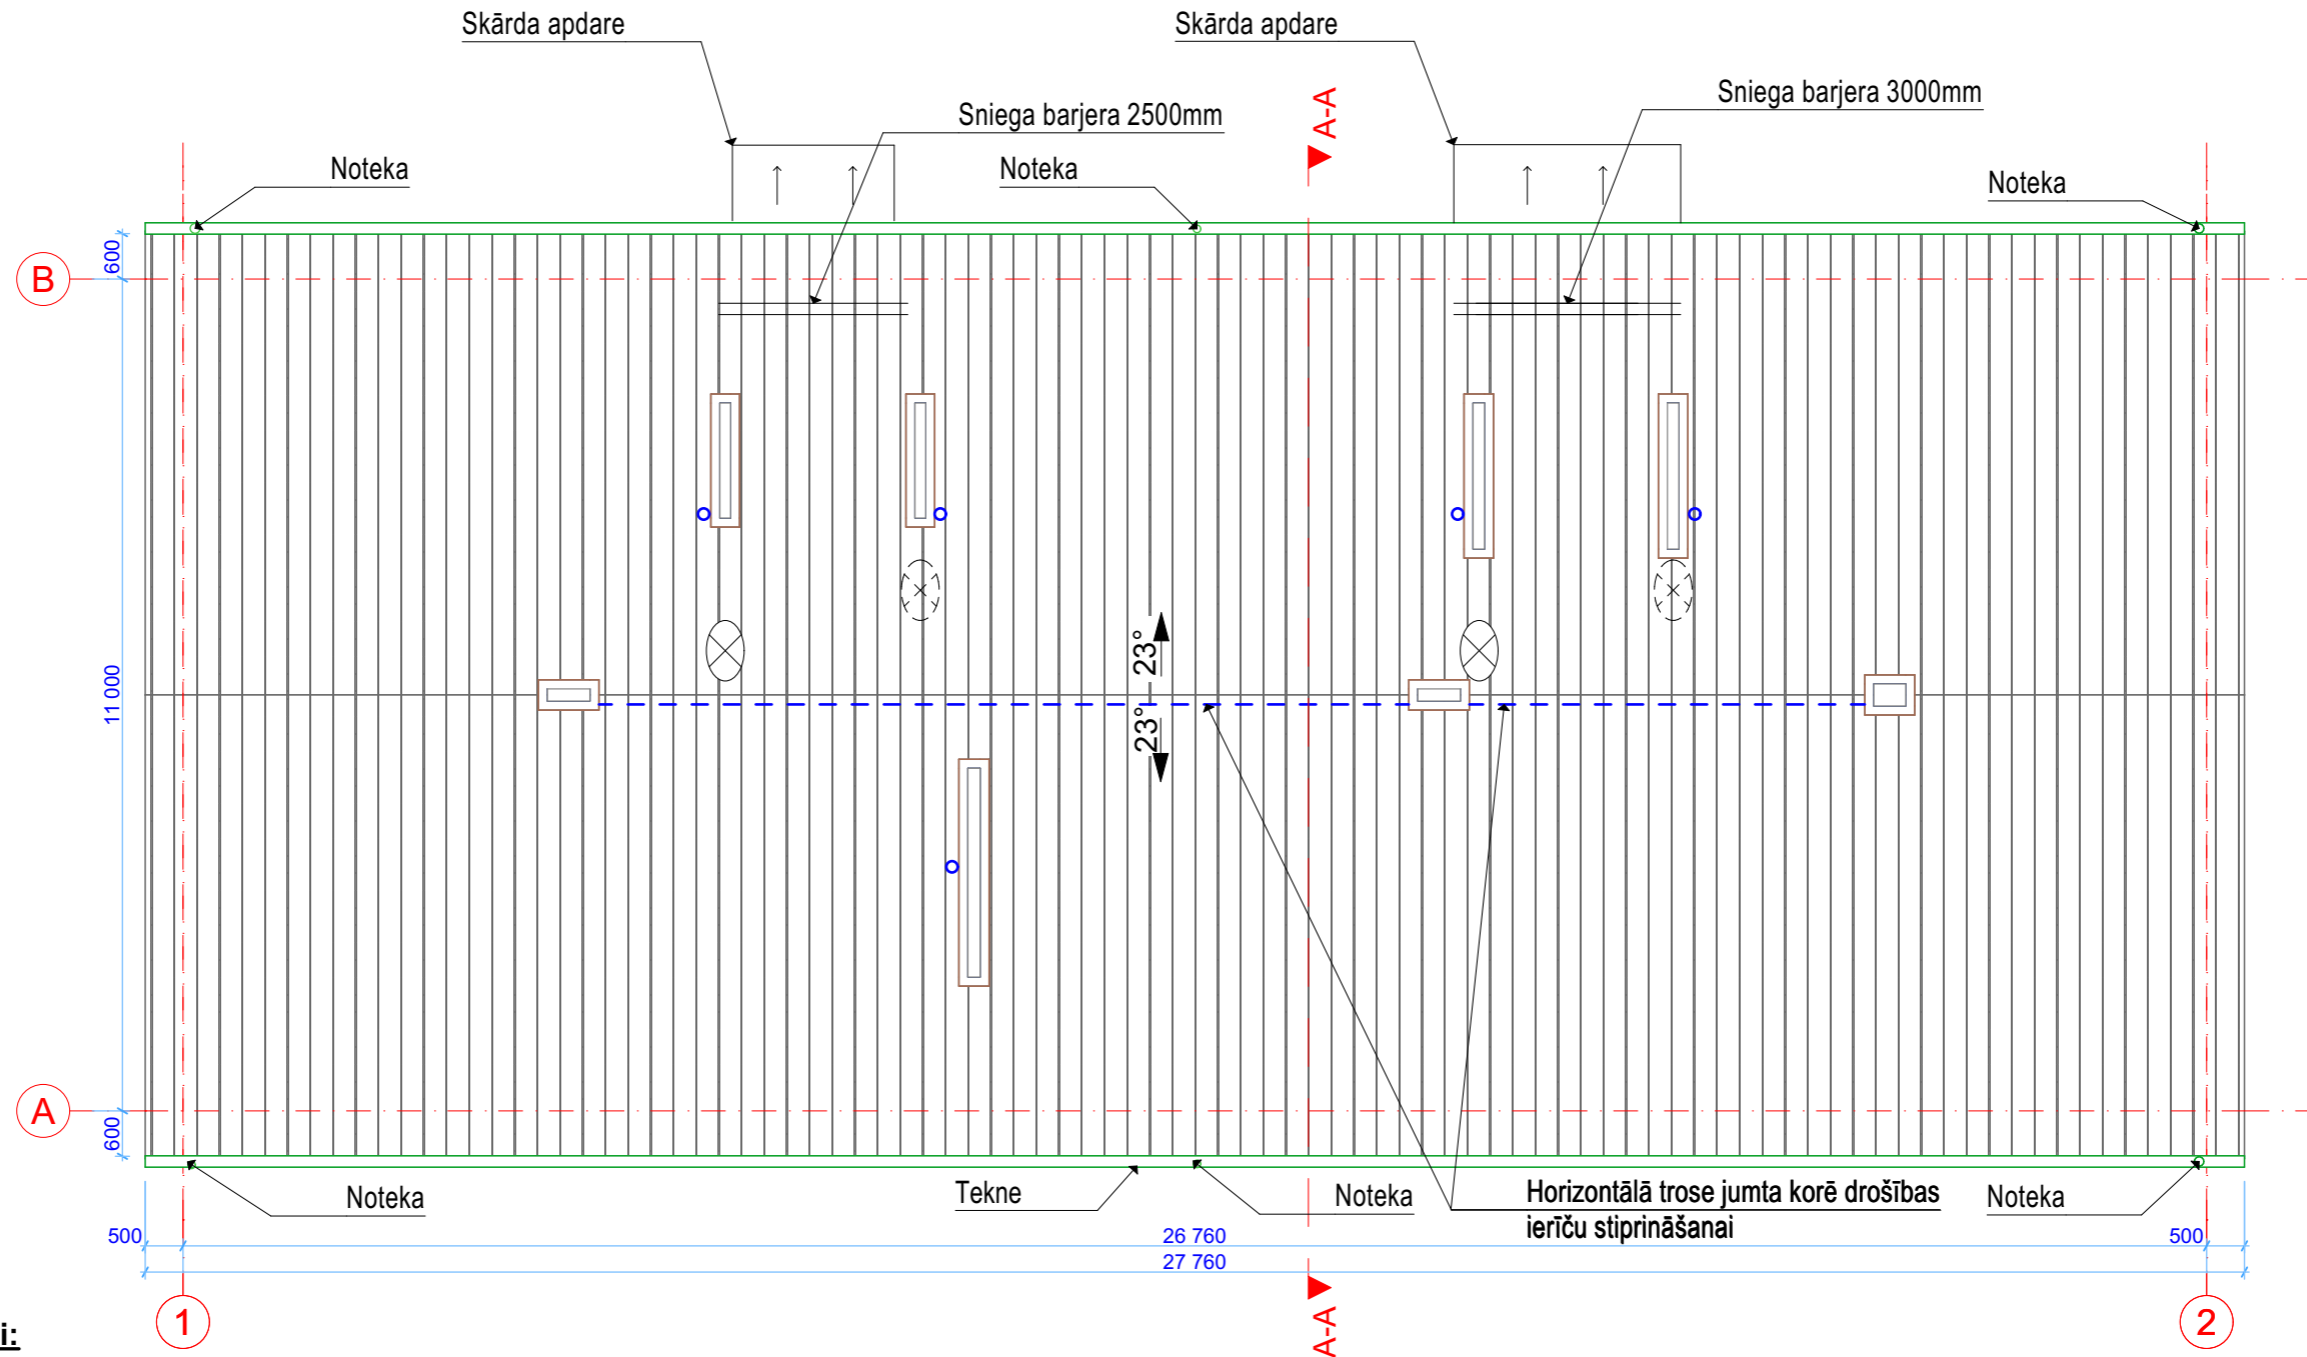 Skārda apdare
Skārda apdare
Sniega barjera 3000mm
Sniega barjera 2500mm
A-A
Noteka
Noteka
Noteka
600
B
23°
11 000
23°
A
600
Noteka
Tekne
Noteka
Horizontālā trose jumta korē drošības
ierīču stiprināšanai
Noteka
500
26 760
500
27 760
1
2
A-A
i: